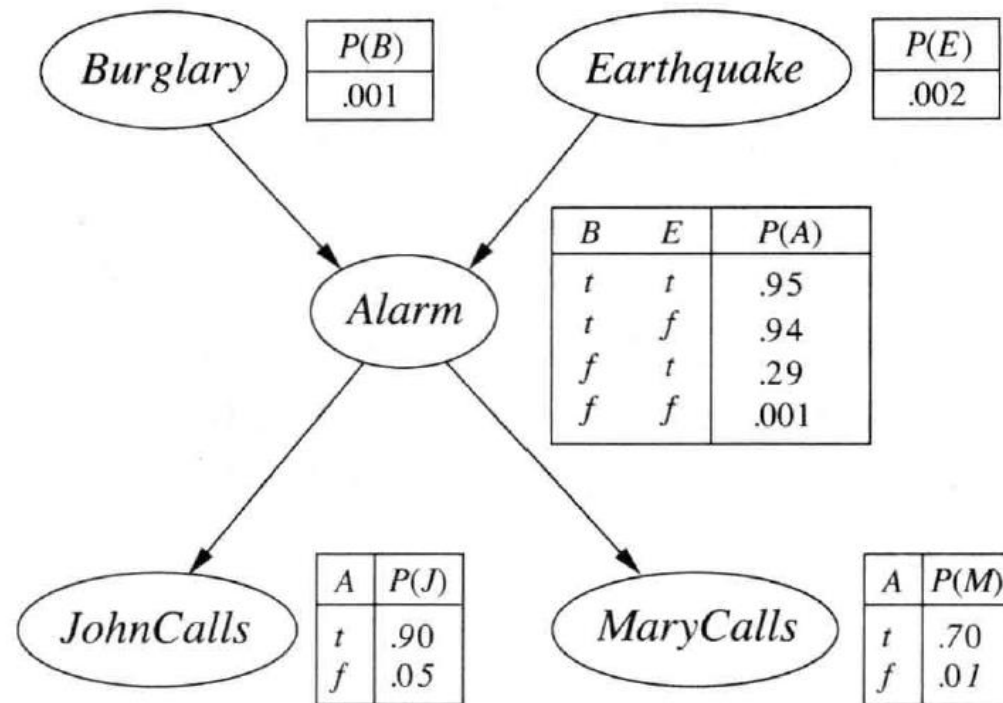 Burglary
P(B)
.001
Earthquake
P(E)
.002
Alarm
B E P(A)
t t .95
t f .94
f t .29
f f .001
JohnCalls
A P(J)
t .90
f .05
MaryCalls
A P(M)
t .70
f .01